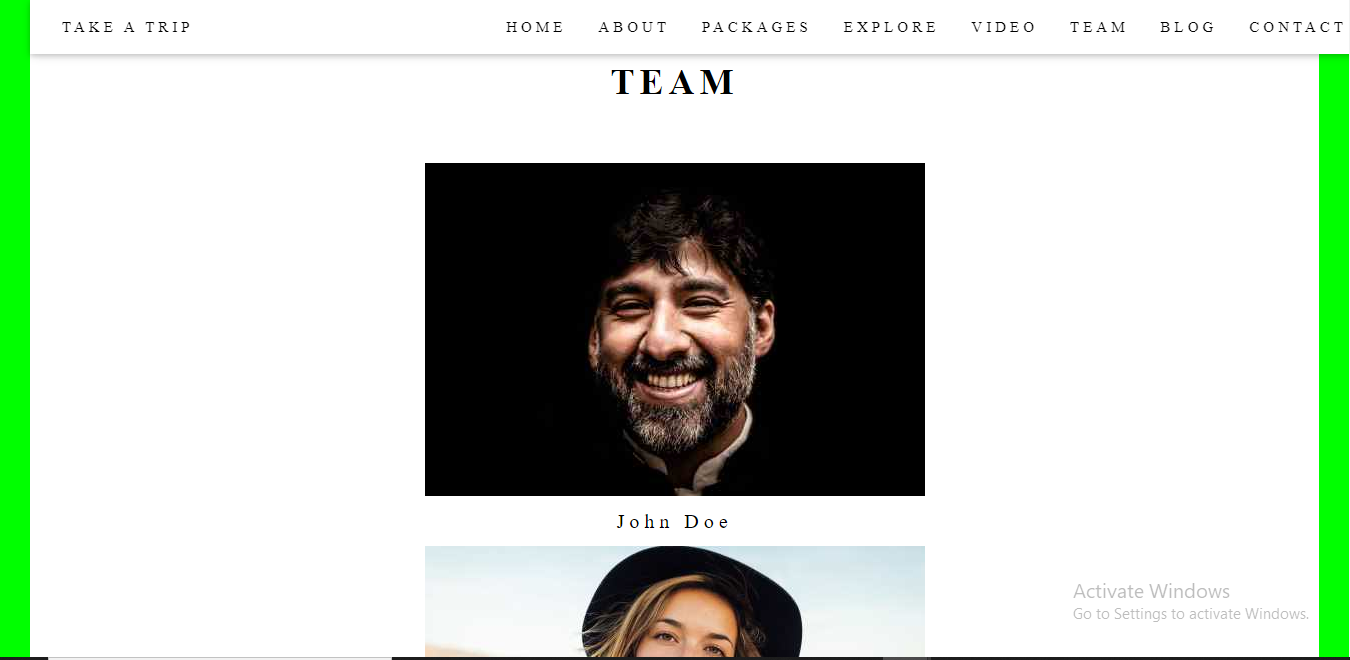 TAKE A TRIP HOME ABOUT PACKAGES EXPLORE VIDEO TEAM BLOG CONTACT
TEAM
John Doe
Activate Windows
Go to Settings to activate Windows.